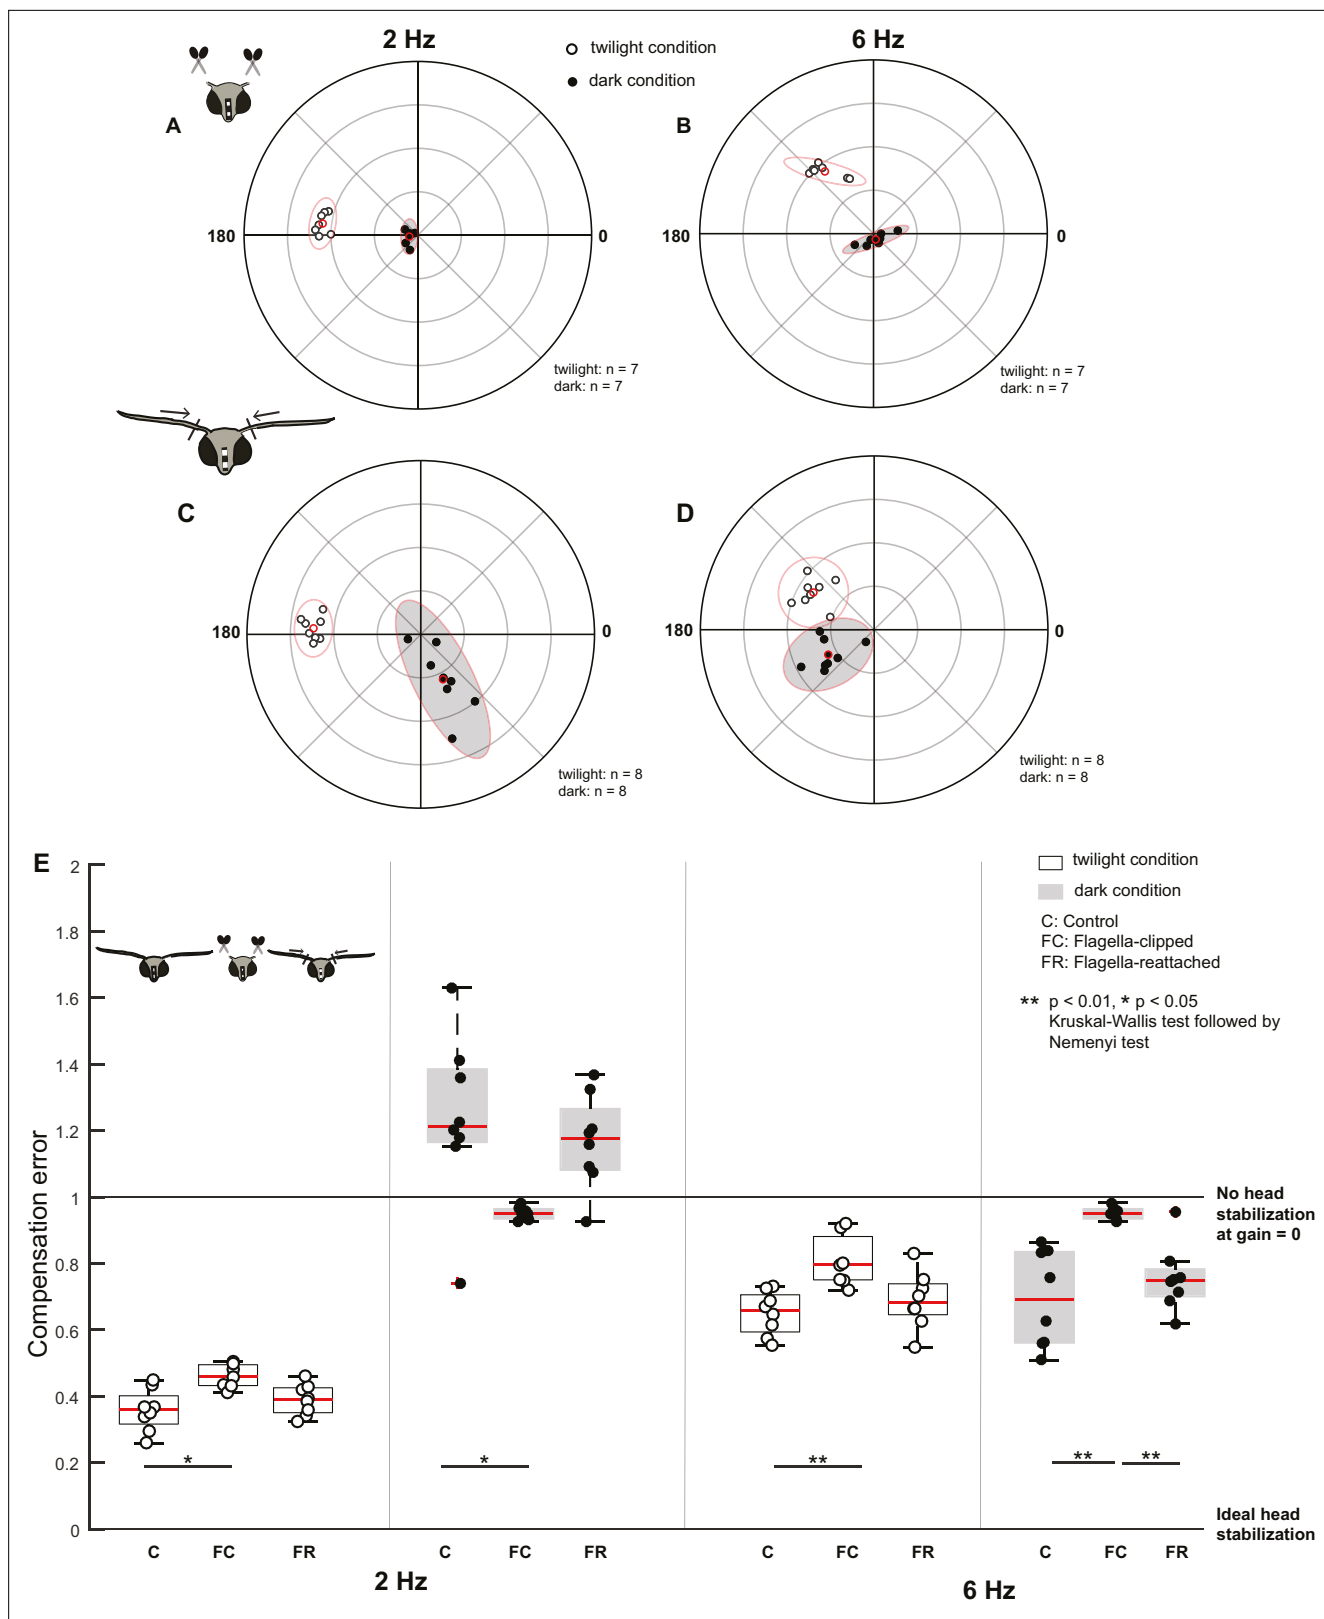 2 Hz
6 Hz
twilight condition
dark condition
A
B
180
0
180
0
twilight: n = 7
dark: n = 7
twilight: n = 7
dark: n = 7
C
D
180
0
180
0
twilight: n = 8
dark: n = 8
twilight: n = 8
dark: n = 8
E
2
1.8
1.6
1.4
1.2
1
0.8
0.6
0.4
0.2
0
Compensation error
twilight condition
dark condition
C: Control
FC: Flagella-clipped
FR: Flagella-reattached
** p < 0.01, * p < 0.05
Kruskal-Wallis test followed by
Nemenyi test
No head
stabilization
at gain = 0
* * ** ** **
Ideal head
stabilization
C FC FR C FC FR C FC FR C FC FR
2 Hz
6 Hz